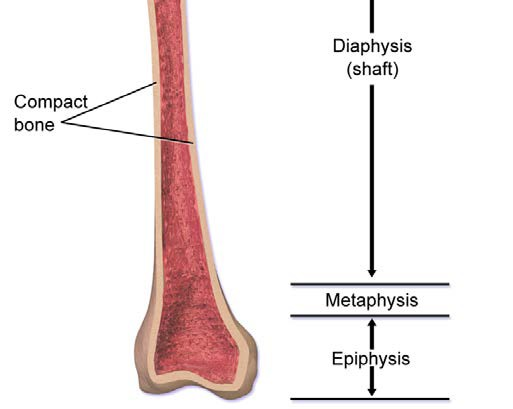 Diaphysis
(shaft)
Compact
bone
Metaphysis
Epiphysis